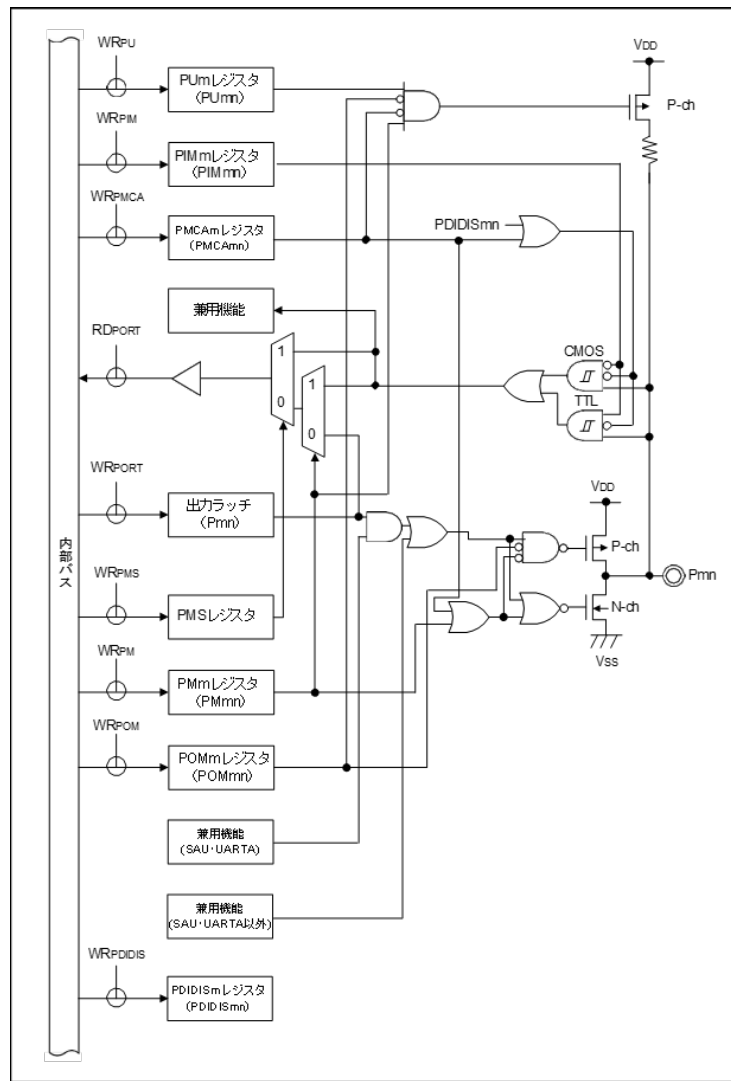 WRPU
PUmレジスタ
(PUmn)
VDD
P-ch
WRPIM
PIMmレジスタ
(PIMmn)
WRPMCA
PMCAmレジスタ
(PMCAmn)
PDIDISmn
兼用機能
RDPORT
1
0
1
0
CMOS
TTL
WRPORT
出力ラッチ
(Pmn)
VDD
P-ch
Pmn
N-ch
VSS
内部バス
WRPMS
PMSレジスタ
WRPM
PMmレジスタ
(PMmn)
WRPOM
POMmレジスタ
(POMmn)
兼用機能
(SAU・UARTA)
兼用機能
(SAU・UARTA以外)
WRPDIDIS
PDIDISmレジスタ
(PDIDISmn)